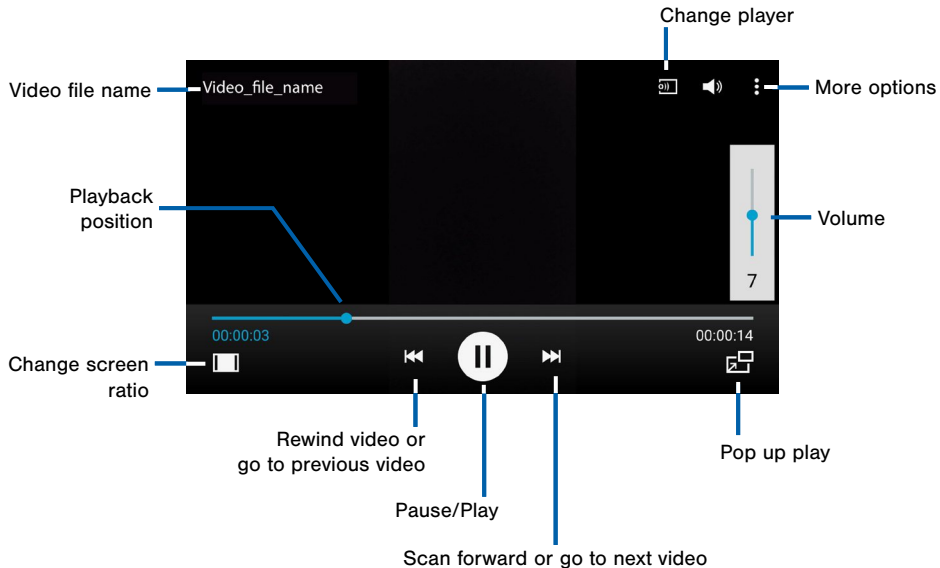 Change player
Video file name
Video_file_name
More options
Playback
position
Volume
7
00:00:03
00:00:14
Change screen
ratio
Rewind video or
go to previous video
Pop up play
Pause/Play
Scan forward or go to next video